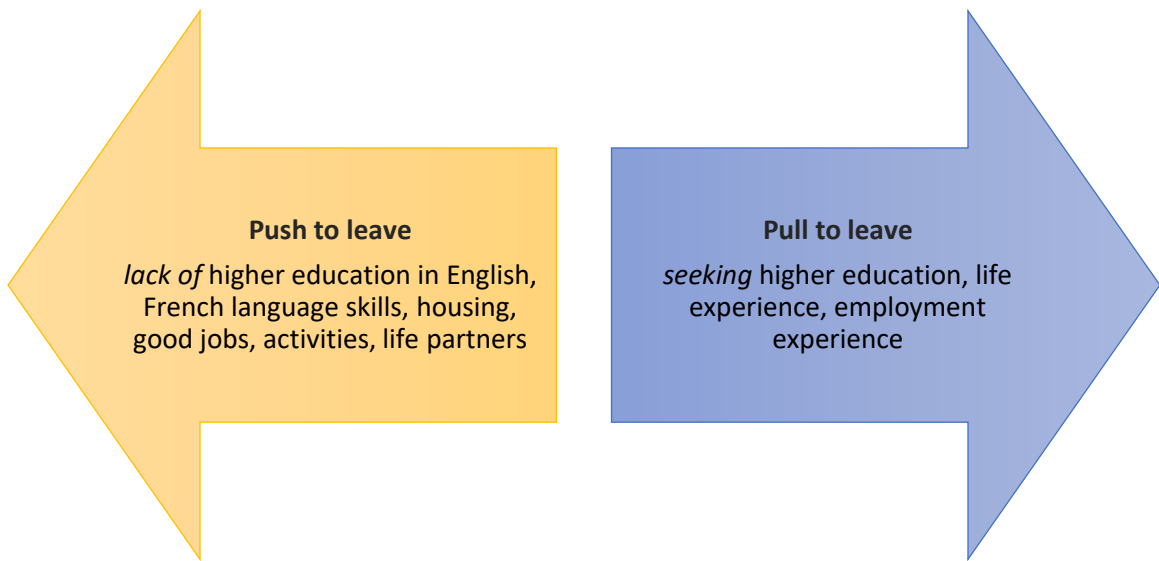 Push to leave
lack of higher education in English,
French language skills, housing,
good jobs, activities, life partners
Pull to leave
seeking higher education, life
experience, employment
experience